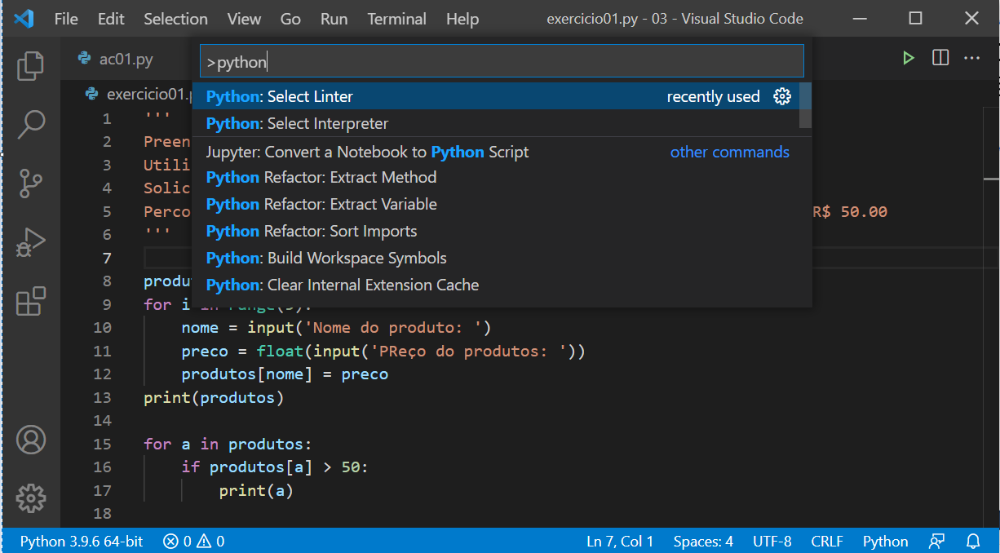 File Edit Selection View Go Run Terminal Help exercicio01.py - 03 - Visual Studio Code
ac01.py
>python
exercicio01.p
Python: Select Linter recently used
Python: Select Interpreter
Jupyter: Convert a Notebook to Python Script other commands
Python Refactor: Extract Method
Python Refactor: Extract Variable
Python Refactor: Sort Imports
Python: Build Workspace Symbols
Python: Clear Internal Extension Cache
1 '''
2 Preen
3 Utili
4 Solic
5 Perco R$ 50.00
6 '''
7
8 produ
9 for i in range(5):
10 nome = input('Nome do produto: ')
11 preco = float(input('PReço do produtos: '))
12 produtos[nome] = preco
13 print(produtos)
14
15 for a in produtos:
16 if produtos[a] > 50:
17 print(a)
18
Python 3.9.6 64-bit 0 0 Ln 7, Col 1 Spaces: 4 UTF-8 CRLF Python